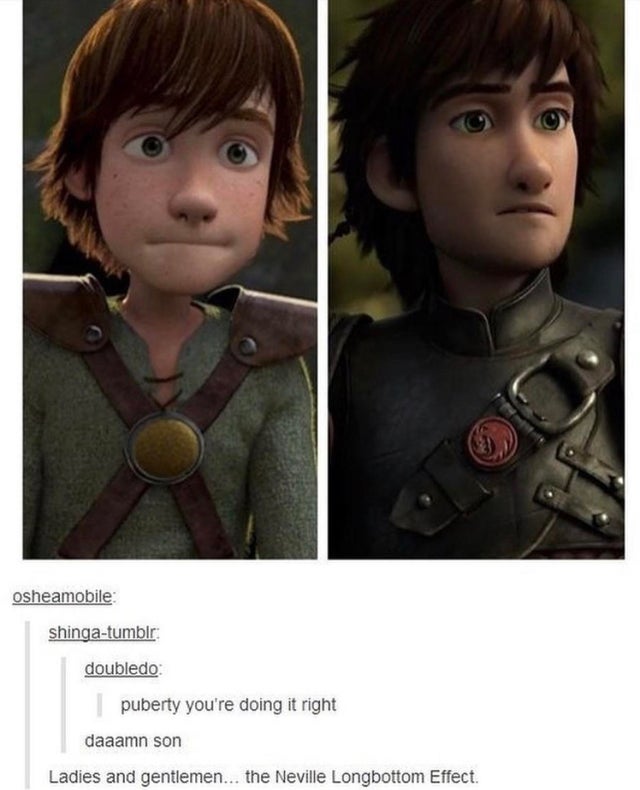 osheamobile:
shinga-tumblr:
doubledo:
puberty you're doing it right
daaamn son
Ladies and gentlemen... the Neville Longbottom Effect.